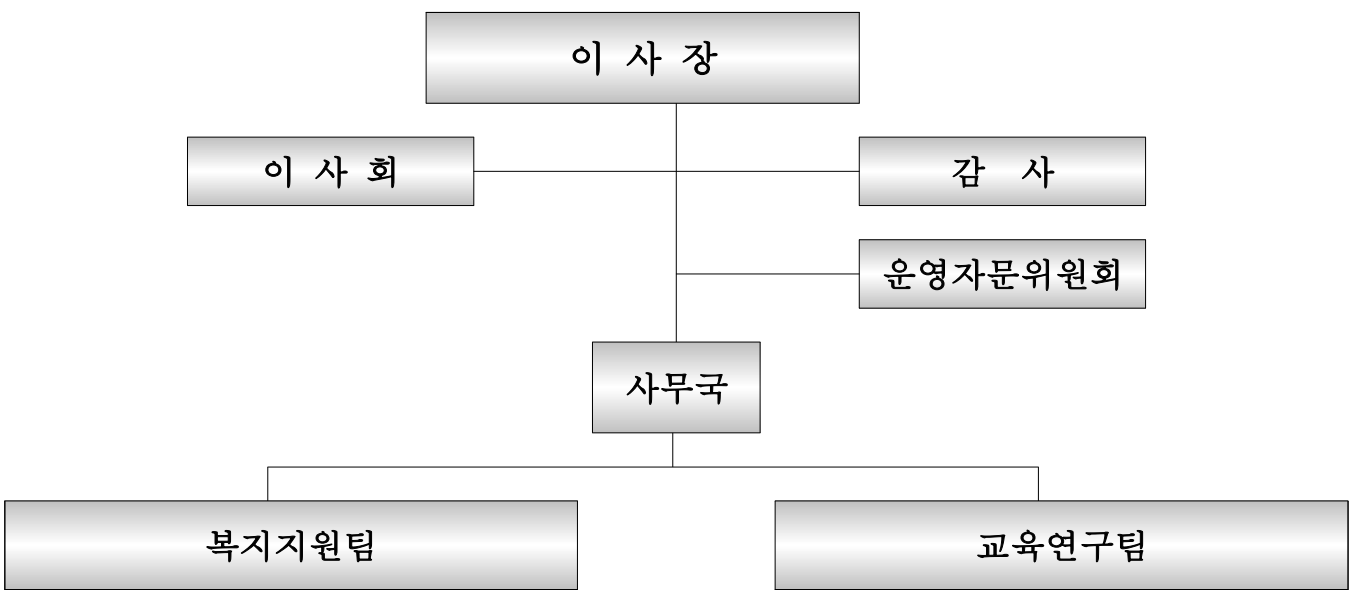 이 사 장
이 사 회
감 사
운영자문위원회
사무국
복지지원팀
교육연구팀